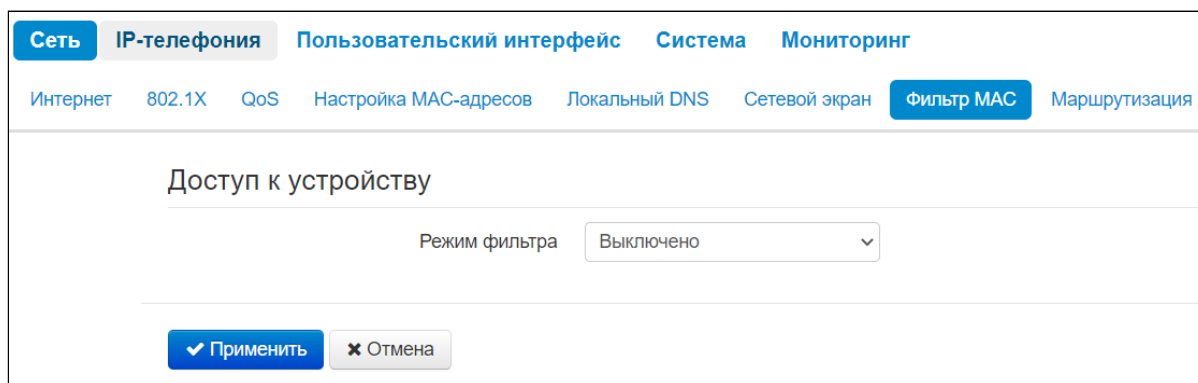 Сеть IP-телефония Пользовательский интерфейс Система Мониторинг
Интернет 802.1X QoS Настройка MAC-адресов Локальный DNS Сетевой экран Фильтр MAC Маршрутизация
Доступ к устройству
Режим фильтра Выключено
Применить Отмена